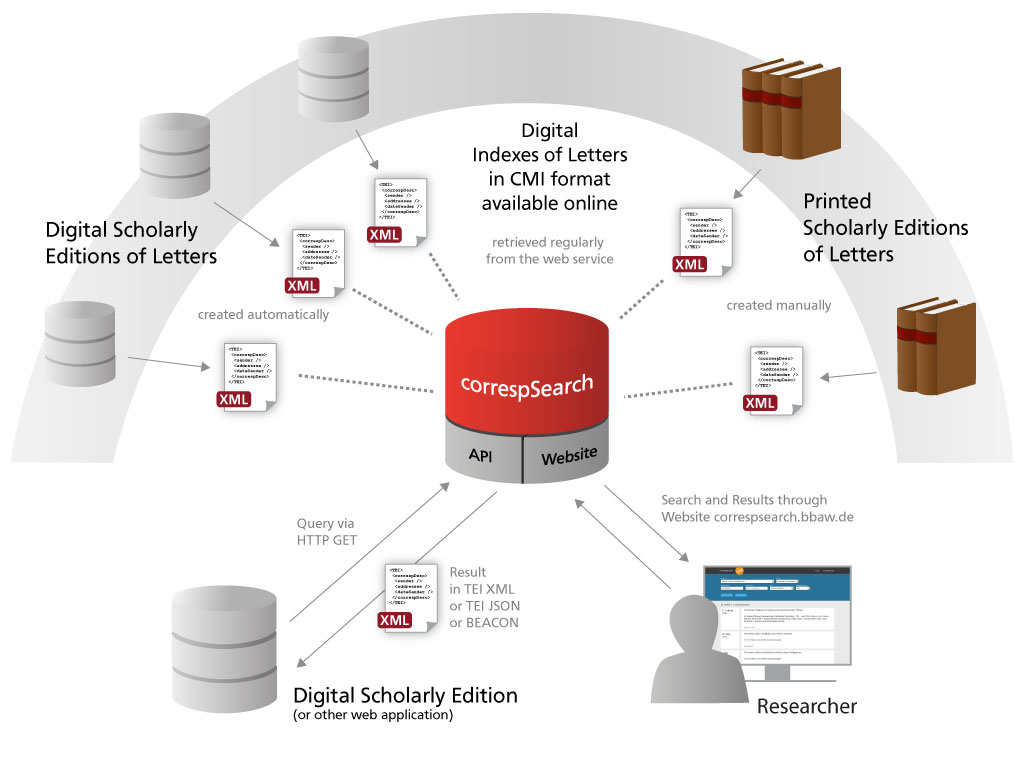 Digital
Indexes of Letters
in CMI format
available online
retrieved regularly
from the web service
Digital Scholarly
Editions of Letters
created automatically
Printed
Scholarly Editions
of Letters
created manually
<TEI>
<correspDesc>
<sender />
<addressee />
<dateSender />
</correspDesc>
</TEI>
XML
<TEI>
<correspDesc>
<sender />
<addressee />
<dateSender />
</correspDesc>
</TEI>
XML
<TEI>
<correspDesc>
<sender />
<addressee />
<dateSender />
</correspDesc>
</TEI>
XML
<TEI>
<correspDesc>
<sender />
<addressee />
<dateSender />
</correspDesc>
</TEI>
XML
<TEI>
<correspDesc>
<sender />
<addressee />
<dateSender />
</correspDesc>
</TEI>
XML
correspSearch
API
Website
Query via
HTTP GET
<TEI>
<correspDesc>
<sender />
<addressee />
<dateSender />
</correspDesc>
</TEI>
XML
Result
in TEI XML
or TEI JSON
or BEACON
Search and Results through
Website correspsearch.bbaw.de
Digital Scholarly Edition
(or other web application)
Researcher